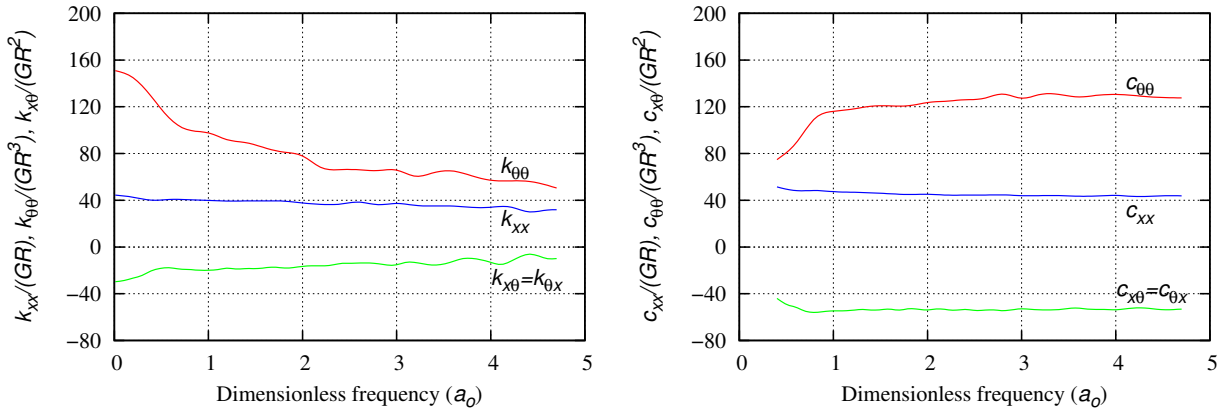 k_xx/(GR), k_θθ/(GR^3), k_xθ/(GR^2)
200
160
120
80
40
0
−40
−80
k_θθ
k_xx
k_xθ=k_θx
0 1 2 3 4 5
Dimensionless frequency (a_o)
c_xx/(GR), c_θθ/(GR^3), c_xθ/(GR^2)
200
160
120
80
40
0
−40
−80
c_θθ
c_xx
c_xθ=c_θx
0 1 2 3 4 5
Dimensionless frequency (a_o)